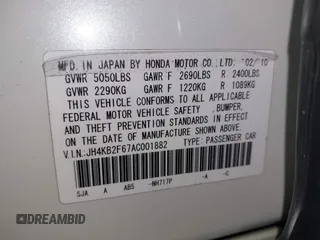 MFD. IN JAPAN BY HONDA MOTOR CO., LTD. 02/10
GVWR 5050LBS GAWR F 2690LBS R 2400LBS
GVWR 2290KG GAWR F 1220KG R 1089KG
THIS VEHICLE CONFORMS TO ALL APPLICABLE
FEDERAL MOTOR VEHICLE SAFETY, BUMPER,
AND THEFT PREVENTION STANDARDS IN EFFECT ON
THE DATE OF MANUFACTURE SHOWN ABOVE.
V.I.N.:JH4KB2F67AC001882 TYPE: PASSENGER CAR
SJA A AB5 -NH717P -A -C
DREAMBID